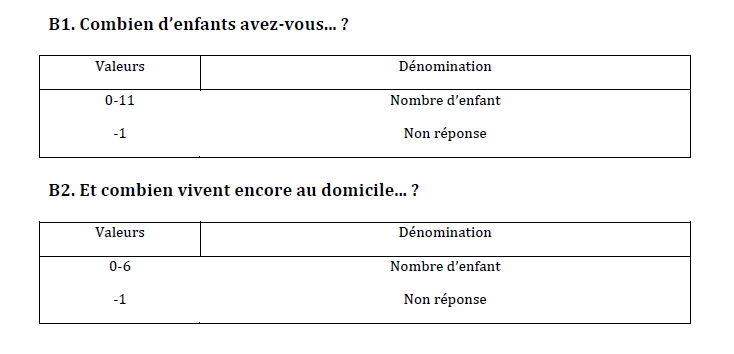 B1. Combien d’enfants avez-vous... ?
Valeurs Dénomination
0-11 Nombre d’enfant
-1 Non réponse
B2. Et combien vivent encore au domicile... ?
Valeurs Dénomination
0-6 Nombre d’enfant
-1 Non réponse